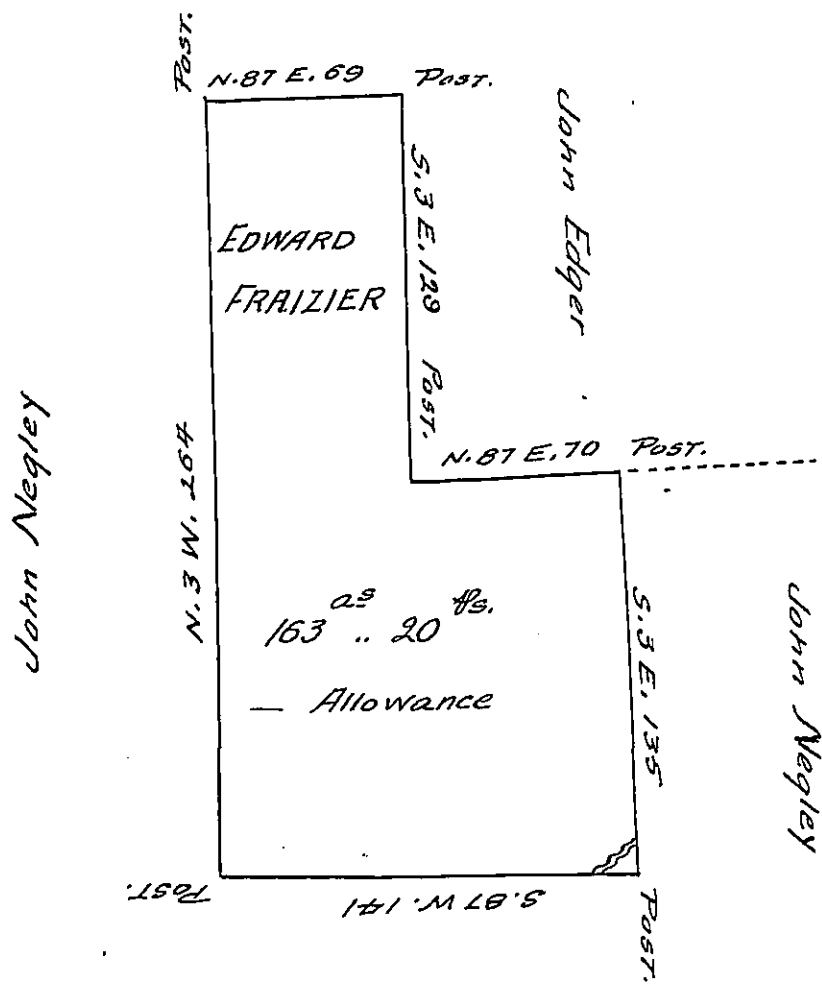 Post.
N.87 E.69
Post.
S.3 E.129
Post.
John Edger
EDWARD
FRAIZIER
N.87 E.70
Post.
John Negley
N.3 W.264
163 as .. 20 ps.
— Allowance
S.3 E.135
John Negley
Post.
S.87 W.141
Post.